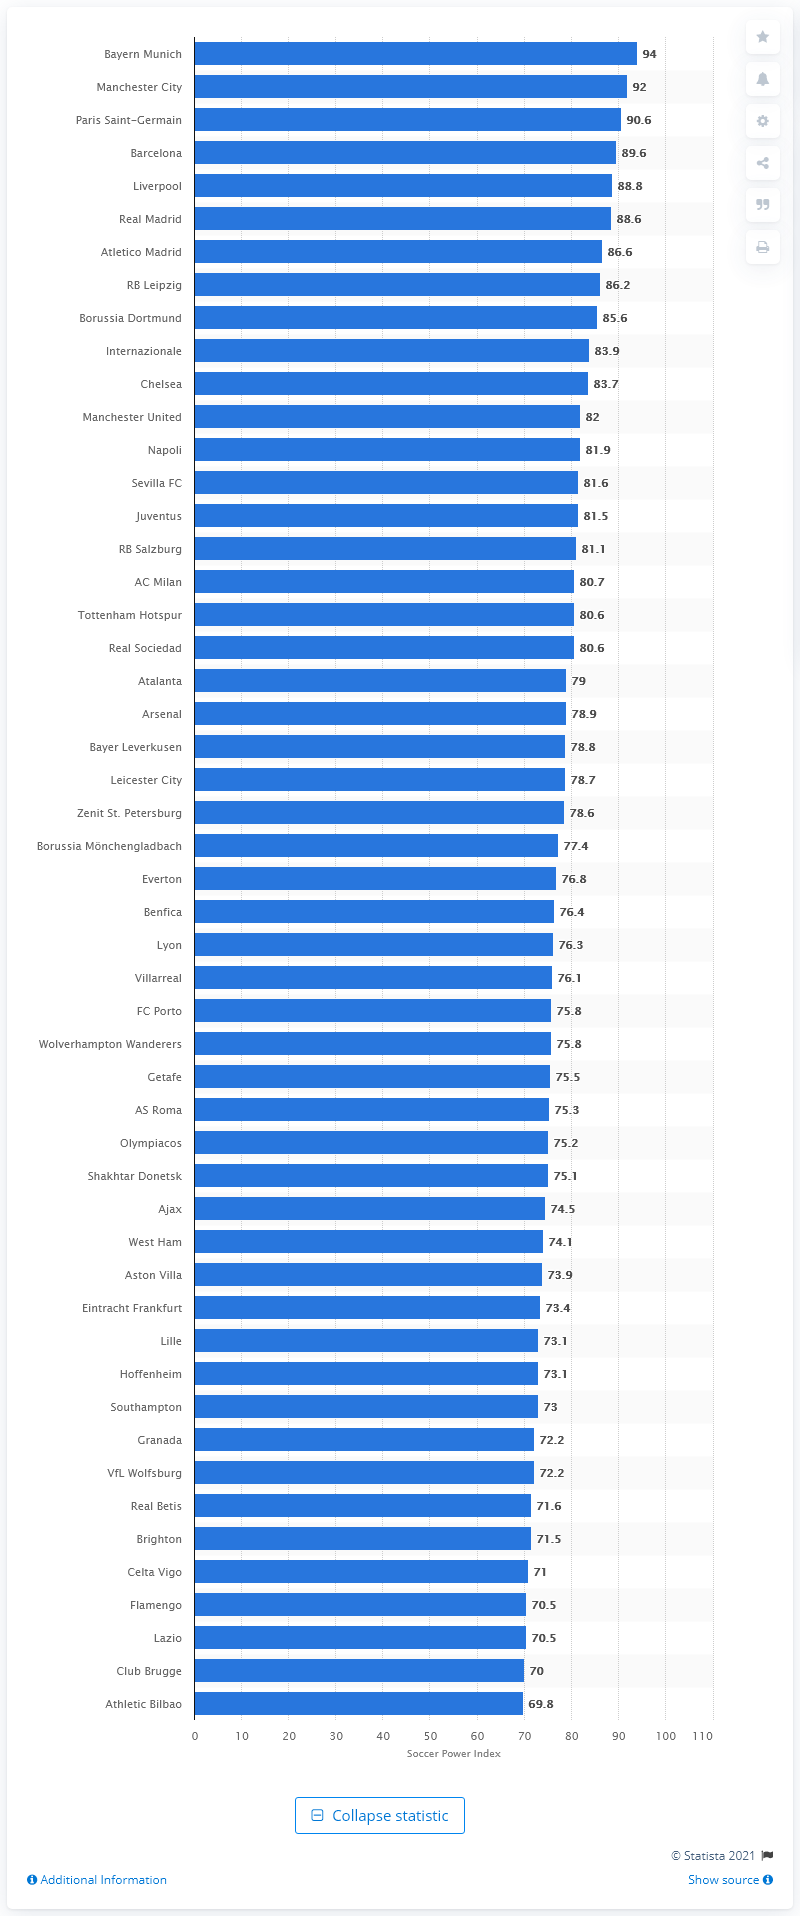 Bayern Munich 94
Manchester City 92
Paris Saint-Germain 90.6
Barcelona 89.6
Liverpool 88.8
Real Madrid 88.6
Atletico Madrid 86.6
RB Leipzig 86.2
Borussia Dortmund 85.6
Internazionale 83.9
Chelsea 83.7
Manchester United 82
Napoli 81.9
Sevilla FC 81.6
Juventus 81.5
RB Salzburg 81.1
AC Milan 80.7
Tottenham Hotspur 80.6
Real Sociedad 80.6
Atalanta 79
Arsenal 78.9
Bayer Leverkusen 78.8
Leicester City 78.7
Zenit St. Petersburg 78.6
Borussia Mönchengladbach 77.4
Everton 76.8
Benfica 76.4
Lyon 76.3
Villarreal 76.1
FC Porto 75.8
Wolverhampton Wanderers 75.8
Getafe 75.5
AS Roma 75.3
Olympiacos 75.2
Shakhtar Donetsk 75.1
Ajax 74.5
West Ham 74.1
Aston Villa 73.9
Eintracht Frankfurt 73.4
Lille 73.1
Hoffenheim 73.1
Southampton 73
Granada 72.2
VfL Wolfsburg 72.2
Real Betis 71.6
Brighton 71.5
Celta Vigo 71
Flamengo 70.5
Lazio 70.5
Club Brugge 70
Athletic Bilbao 69.8
0 10 20 30 40 50 60 70 80 90 100 110
Soccer Power Index
Collapse statistic
© Statista 2021
Additional Information Show source